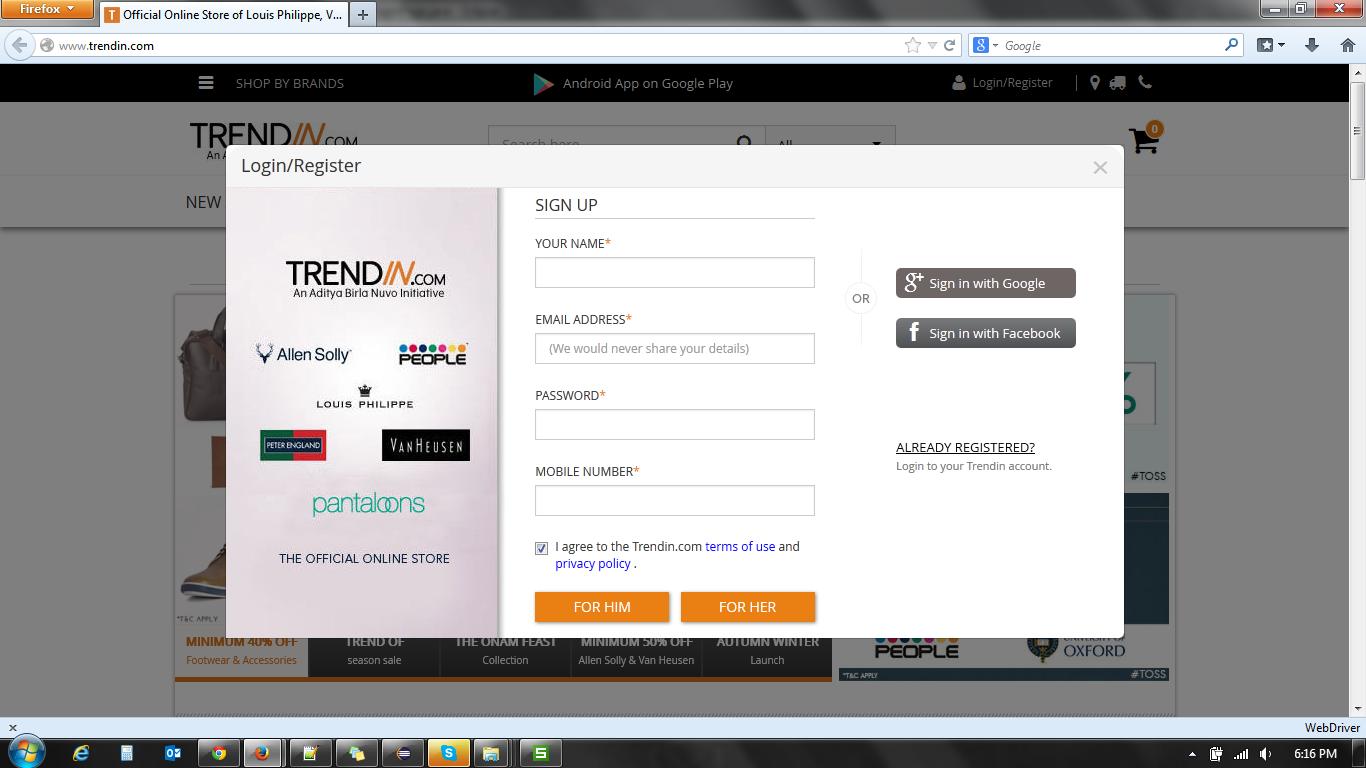 Firefox
Official Online Store of Louis Philippe, V...
www.trendin.com
Google
SHOP BY BRANDS
Android App on Google Play
Login/Register
TRENDIN.COM
Search here
All
0
An A
NEW
Login/Register
TRENDIN.COM
An Aditya Birla Nuvo Initiative
Allen Solly
PEOPLE
LOUIS PHILIPPE
PETER ENGLAND
VAN HEUSEN
pantaloons
THE OFFICIAL ONLINE STORE
SIGN UP
YOUR NAME*
EMAIL ADDRESS*
(We would never share your details)
PASSWORD*
MOBILE NUMBER*
I agree to the Trendin.com terms of use and
privacy policy .
FOR HIM
FOR HER
OR
g+ Sign in with Google
f Sign in with Facebook
ALREADY REGISTERED?
Login to your Trendin account.
#TOSS
*T&C APPLY
MINIMUM 40% OFF
Footwear & Accessories
TREND OF
season sale
THE ONAM FEAST
Collection
MINIMUM 50% OFF
Allen Solly & Van Heusen
AUTUMN WINTER
Launch
PEOPLE
UNIVERSITY OF
OXFORD
*T&C APPLY
#TOSS
WebDriver
6:16 PM